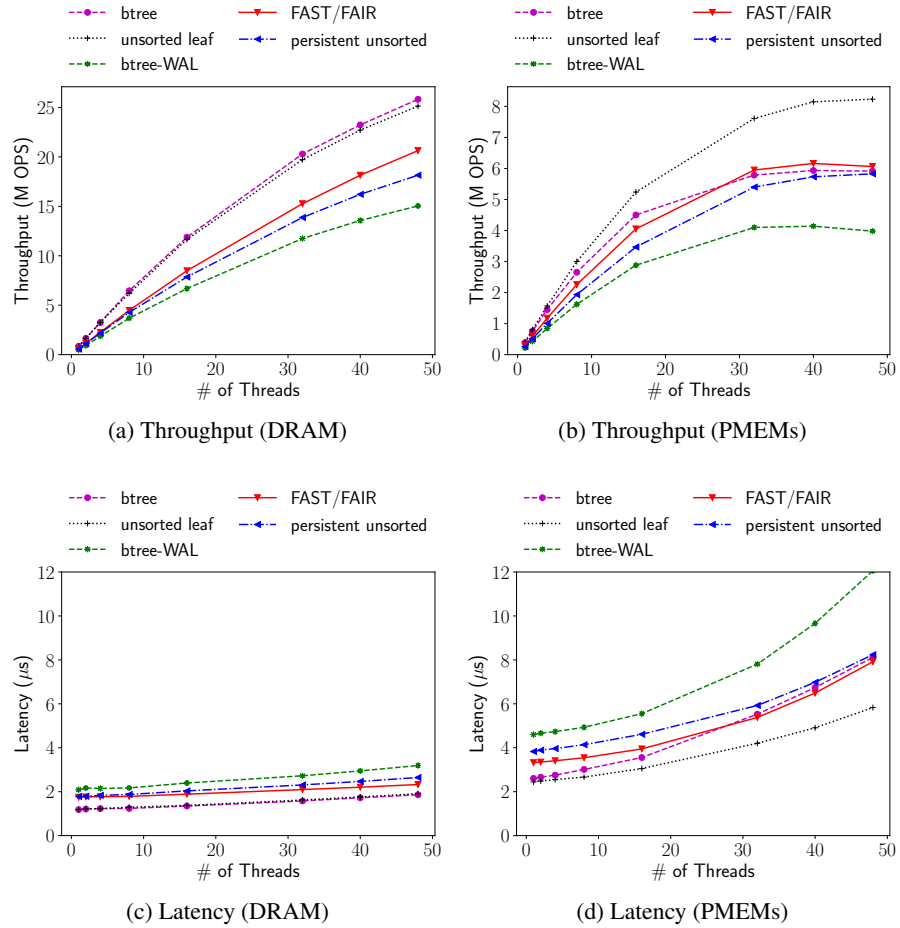 btree
FAST/FAIR
unsorted leaf
persistent unsorted
btree-WAL
25
20
15
10
5
0
Throughput (M OPS)
0 10 20 30 40 50
# of Threads
(a) Throughput (DRAM)
btree
FAST/FAIR
unsorted leaf
persistent unsorted
btree-WAL
8
7
6
5
4
3
2
1
0
Throughput (M OPS)
0 10 20 30 40 50
# of Threads
(b) Throughput (PMEMs)
btree
FAST/FAIR
unsorted leaf
persistent unsorted
btree-WAL
12
10
8
6
4
2
0
Latency (μs)
0 10 20 30 40 50
# of Threads
(c) Latency (DRAM)
btree
FAST/FAIR
unsorted leaf
persistent unsorted
btree-WAL
12
10
8
6
4
2
0
Latency (μs)
0 10 20 30 40 50
# of Threads
(d) Latency (PMEMs)